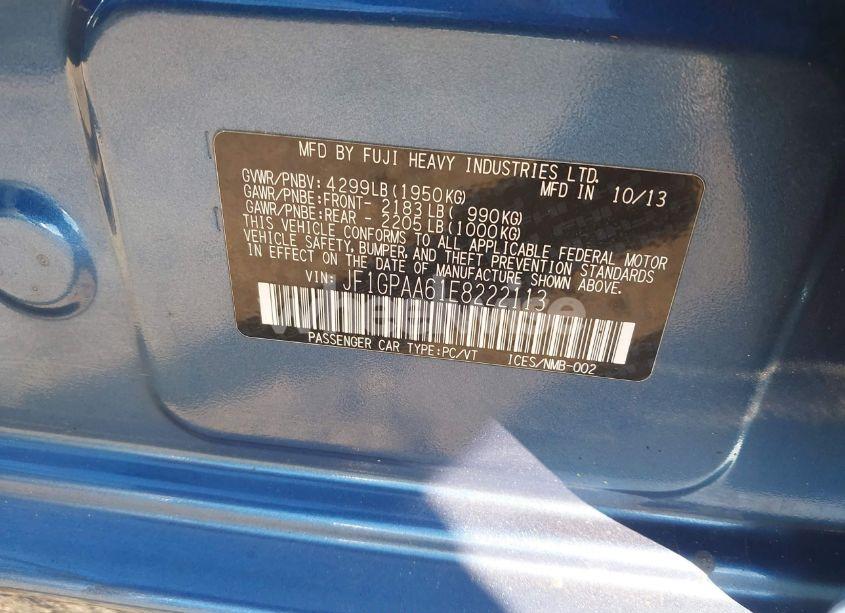 MFD BY FUJI HEAVY INDUSTRIES LTD.
GVWR/PNBV: 4299LB(1950KG) MFD IN 10/13
GAWR/PNBE:FRONT- 2183LB( 990KG)
GAWR/PNBE:REAR - 2205LB(1000KG)
THIS VEHICLE CONFORMS TO ALL APPLICABLE FEDERAL MOTOR
VEHICLE SAFETY, BUMPER, AND THEFT PREVENTION STANDARDS
IN EFFECT ON THE DATE OF MANUFACTURE SHOWN ABOVE.
VIN: JF1GPAA61E8222113
PASSENGER CAR TYPE:PC/VT ICES/NMB-002